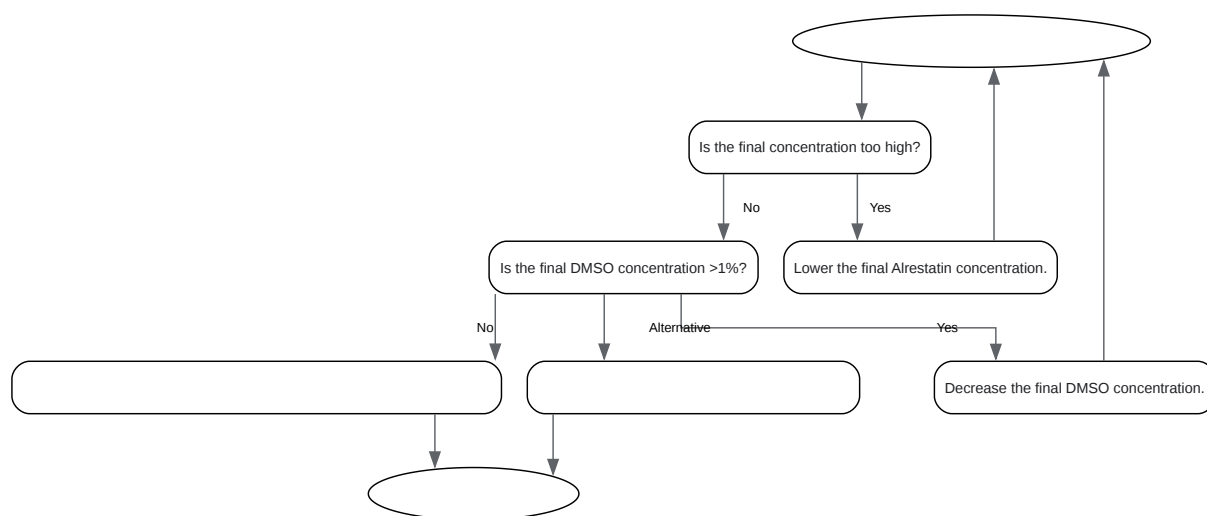 Is the final concentration too high?
No
Yes
Is the final DMSO concentration >1%?
Lower the final Alrestatin concentration.
No
Alternative
Yes
Decrease the final DMSO concentration.